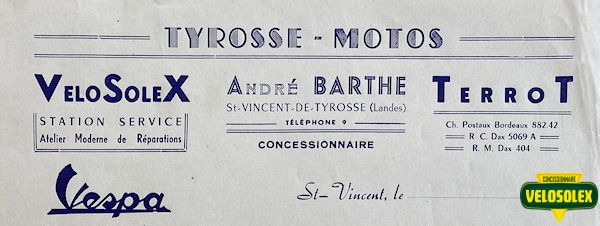 TYROSSE - MOTOS
VELOSOLEX
STATION SERVICE
Atelier Moderne de Réparations
Vespa
ANDRÉ BARTHE
St-VINCENT-DE-TYROSSE (Landes)
TÉLÉPHONE 9
CONCESSIONNAIRE
TERROT
Ch. Postaux Bordeaux 882.42
R. C. Dax 5069 A
R. M. Dax 404
St-Vincent, le
CONCESSIONNAIRE
VELOSOLEX